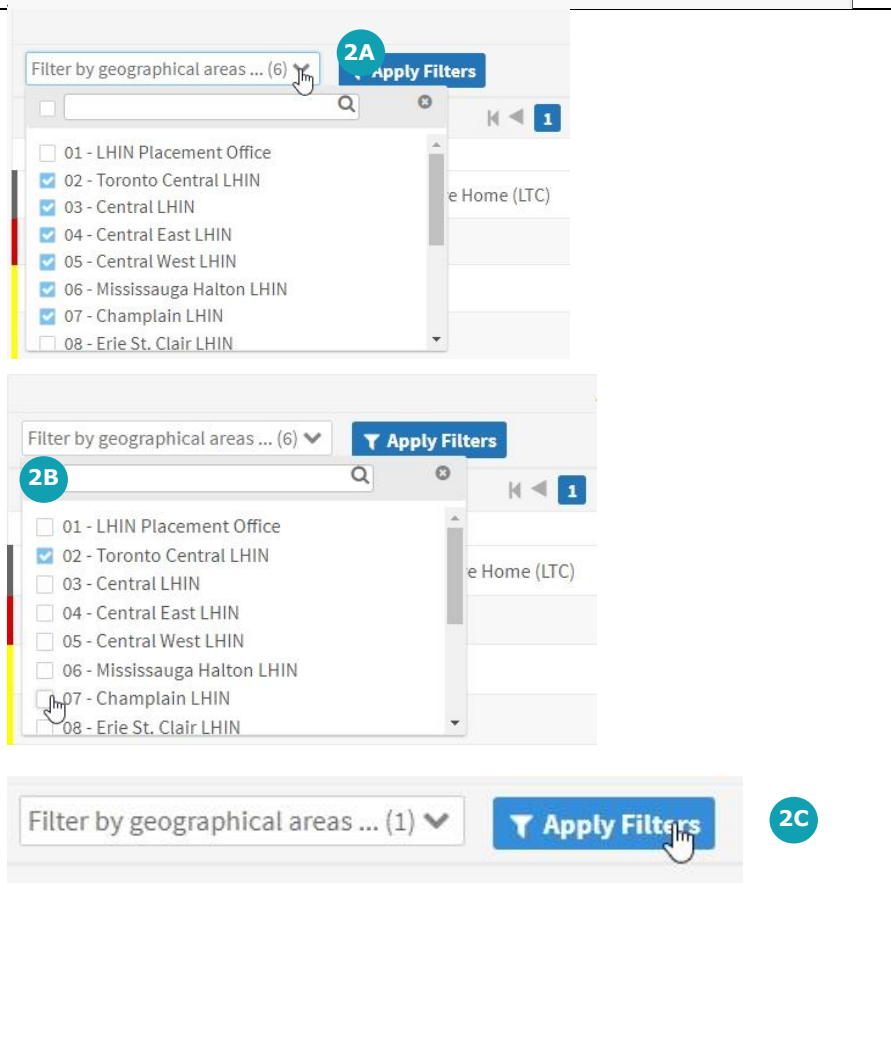 2A
Filter by geographical areas ... (6) Apply Filters
1
01 - LHIN Placement Office
02 - Toronto Central LHIN
e Home (LTC)
03 - Central LHIN
04 - Central East LHIN
05 - Central West LHIN
06 - Mississauga Halton LHIN
07 - Champlain LHIN
08 - Erie St. Clair LHIN
Filter by geographical areas ... (6) Apply Filters
2B
1
01 - LHIN Placement Office
02 - Toronto Central LHIN
e Home (LTC)
03 - Central LHIN
04 - Central East LHIN
05 - Central West LHIN
06 - Mississauga Halton LHIN
07 - Champlain LHIN
08 - Erie St. Clair LHIN
Filter by geographical areas ... (1) Apply Filters
2C